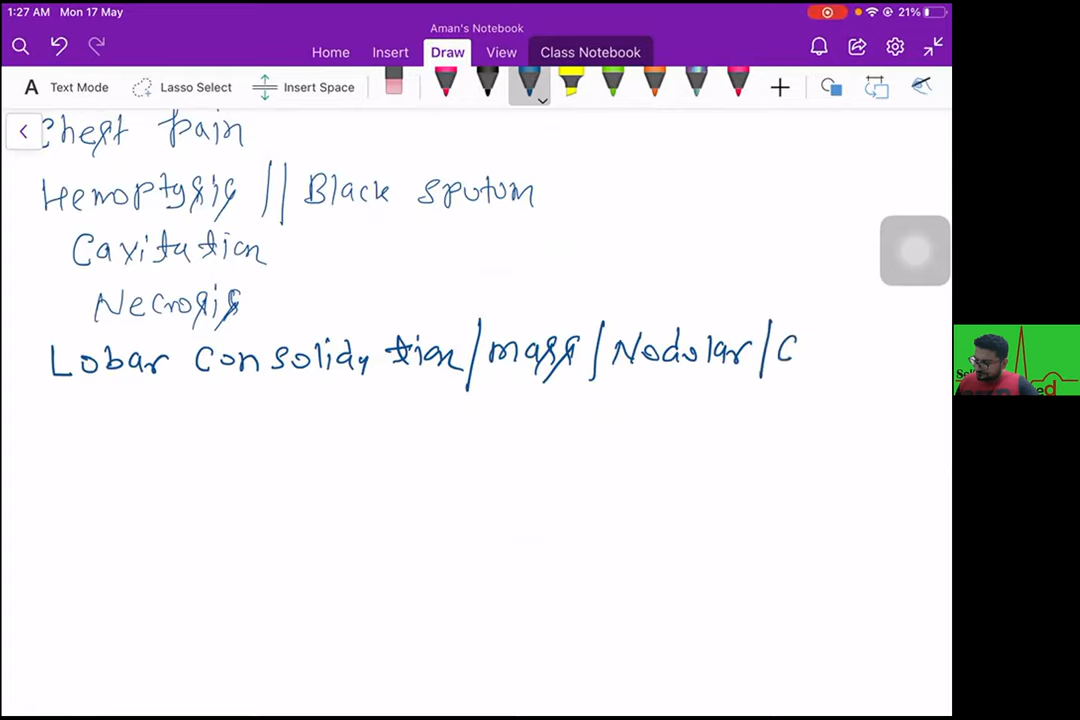 1:27 AM Mon 17 May
21%
Aman's Notebook
Home Insert Draw View Class Notebook
A Text Mode Lasso Select Insert Space
Chest Pain
Hemoptysis || Black sputum
Cavitation
Necrosis
Lobar Consolidation / mass / Nodular / C
ed